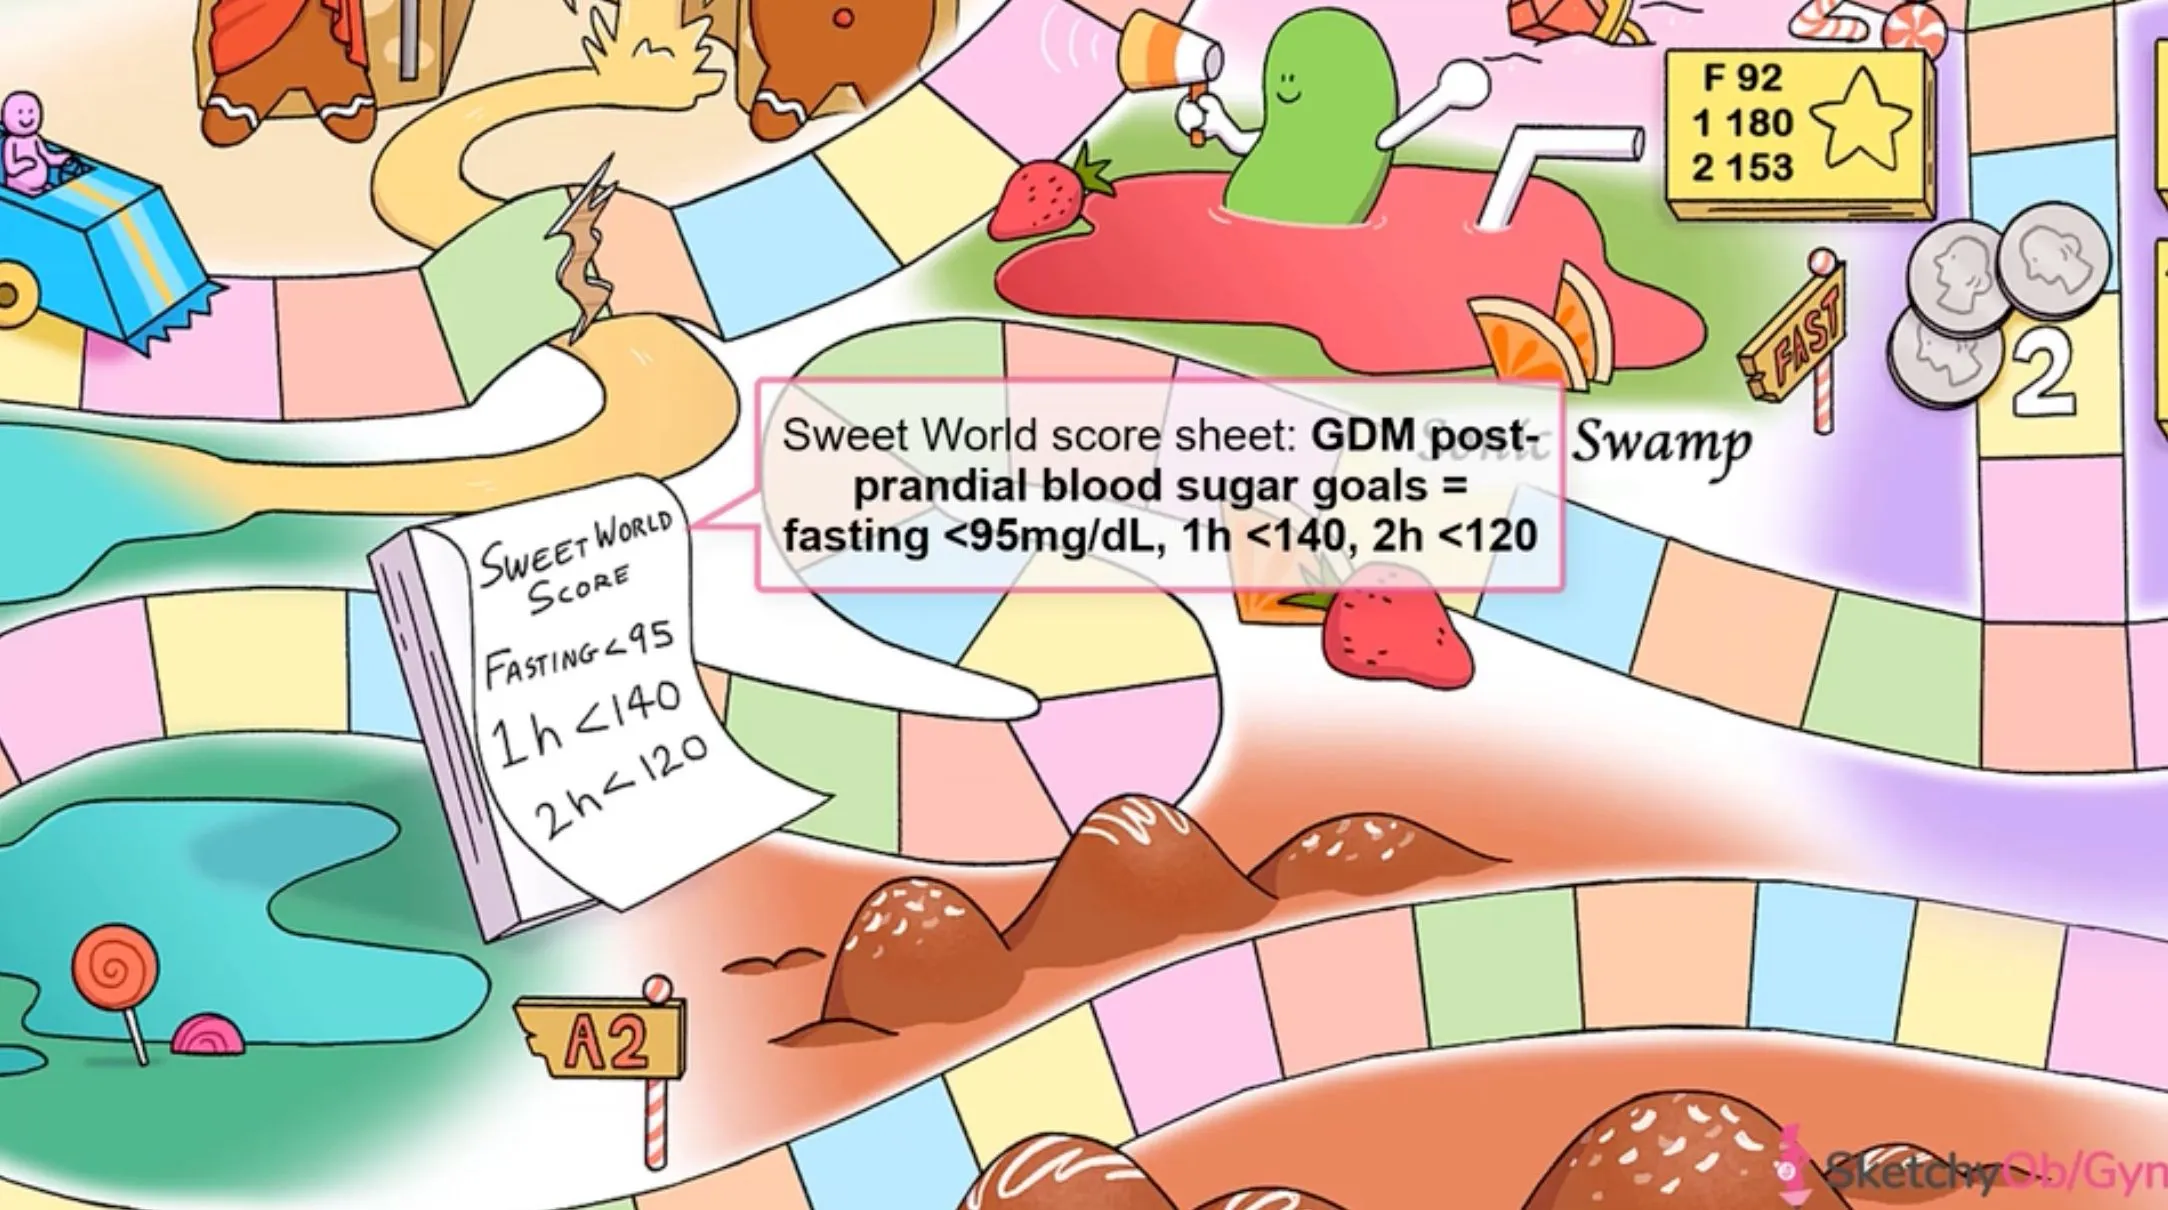 F 92
1 180
2 153
FAST
2
Sweet World score sheet: GDM post-
prandial blood sugar goals =
fasting <95mg/dL, 1h <140, 2h <120
Swamp
SWEET WORLD
SCORE
FASTING<95
1h <140
2h<120
A2
SketchyOb/Gyn